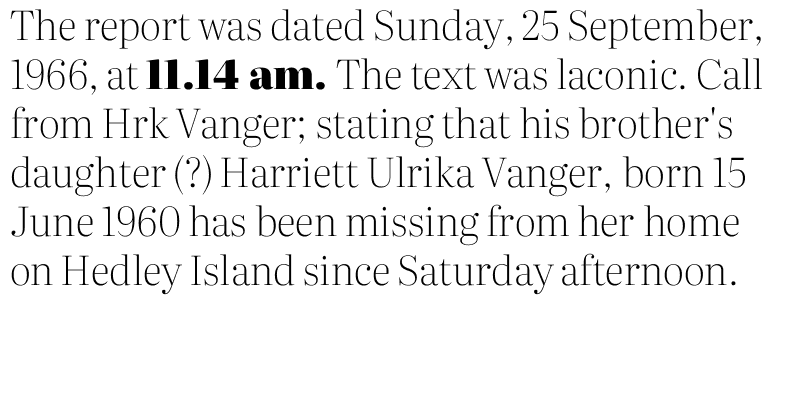 The report was dated Sunday, 25 September,
1966, at 11.14 am. The text was laconic. Call
from Hrk Vanger; stating that his brother's
daughter (?) Harriett Ulrika Vanger, born 15
June 1960 has been missing from her home
on Hedley Island since Saturday afternoon.